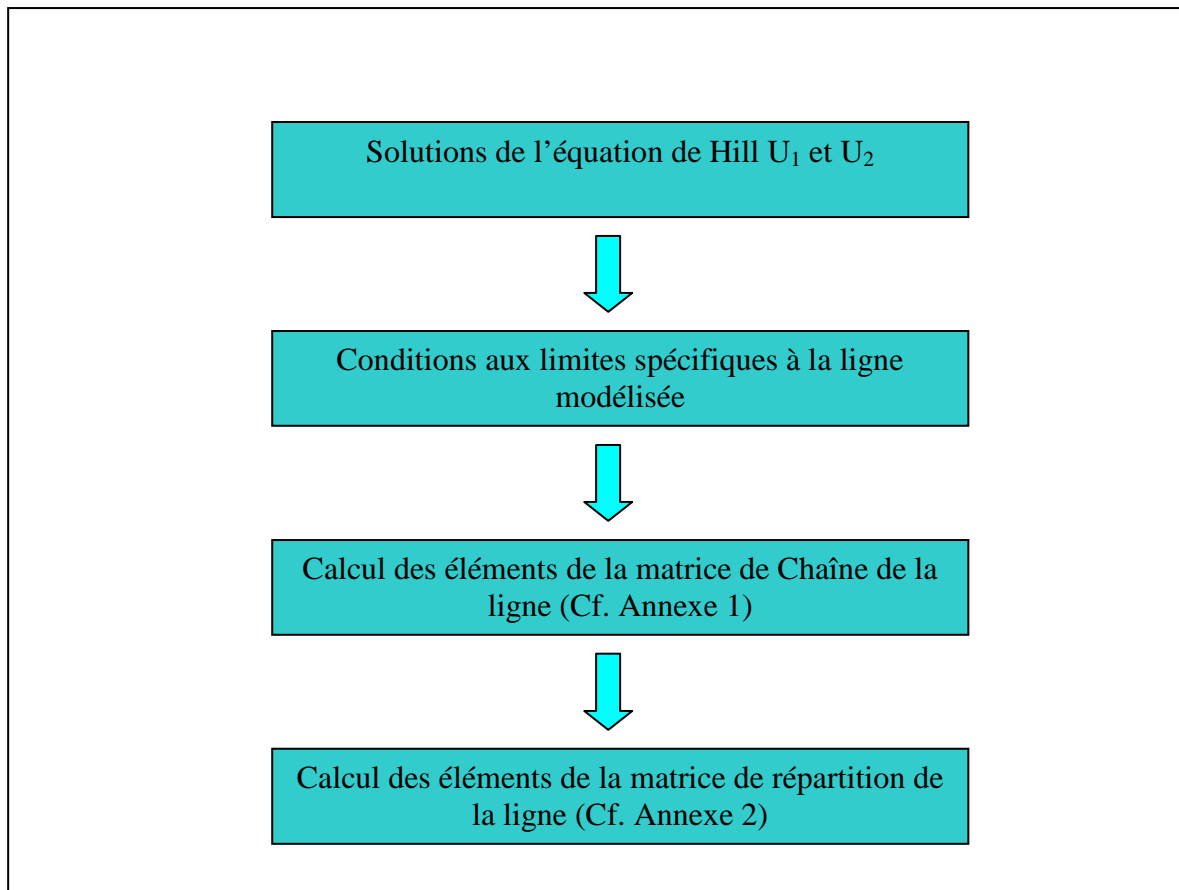 Solutions de l’équation de Hill U₁ et U₂
Conditions aux limites spécifiques à la ligne
modélisée
Calcul des éléments de la matrice de Chaîne de la
ligne (Cf. Annexe 1)
Calcul des éléments de la matrice de répartition de
la ligne (Cf. Annexe 2)